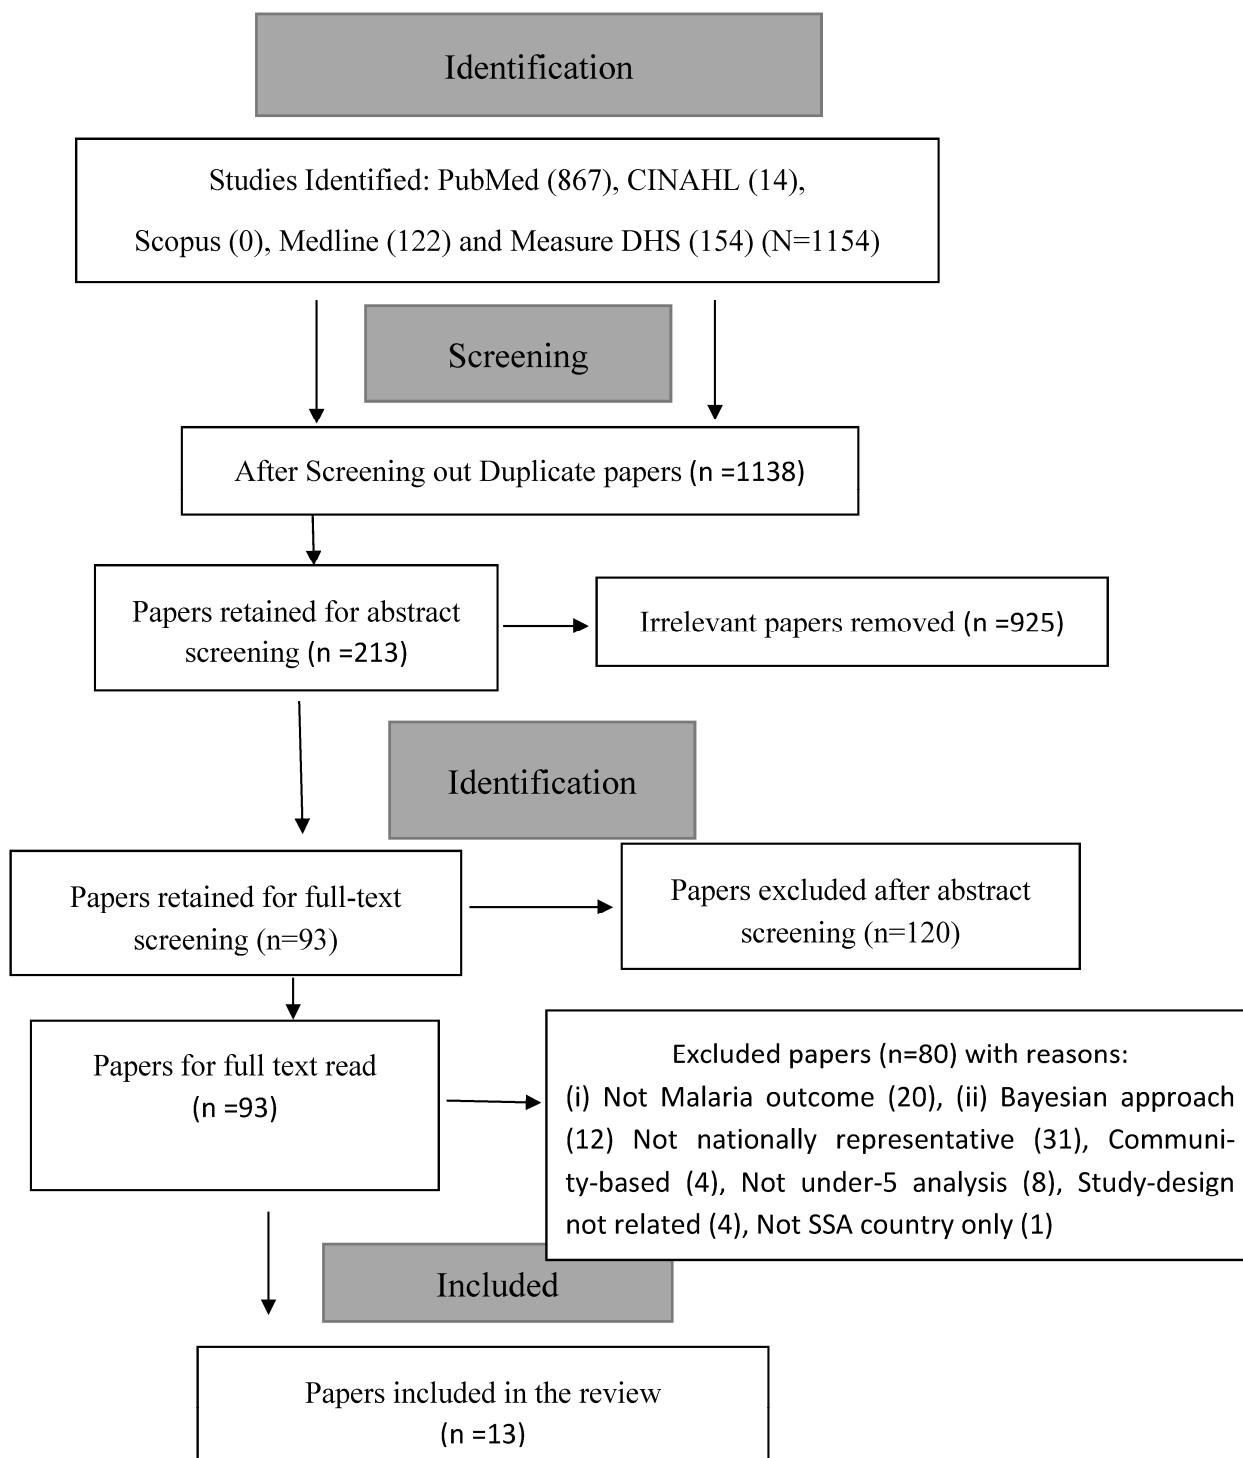 Identification
Studies Identified: PubMed (867), CINAHL (14),
Scopus (0), Medline (122) and Measure DHS (154) (N=1154)
Screening
After Screening out Duplicate papers (n =1138)
Papers retained for abstract
screening (n =213)
Irrelevant papers removed (n =925)
Identification
Papers retained for full-text
screening (n=93)
Papers excluded after abstract
screening (n=120)
Papers for full text read
(n =93)
Excluded papers (n=80) with reasons:
(i) Not Malaria outcome (20), (ii) Bayesian approach
(12) Not nationally representative (31), Communi-
ty-based (4), Not under-5 analysis (8), Study-design
not related (4), Not SSA country only (1)
Included
Papers included in the review
(n =13)